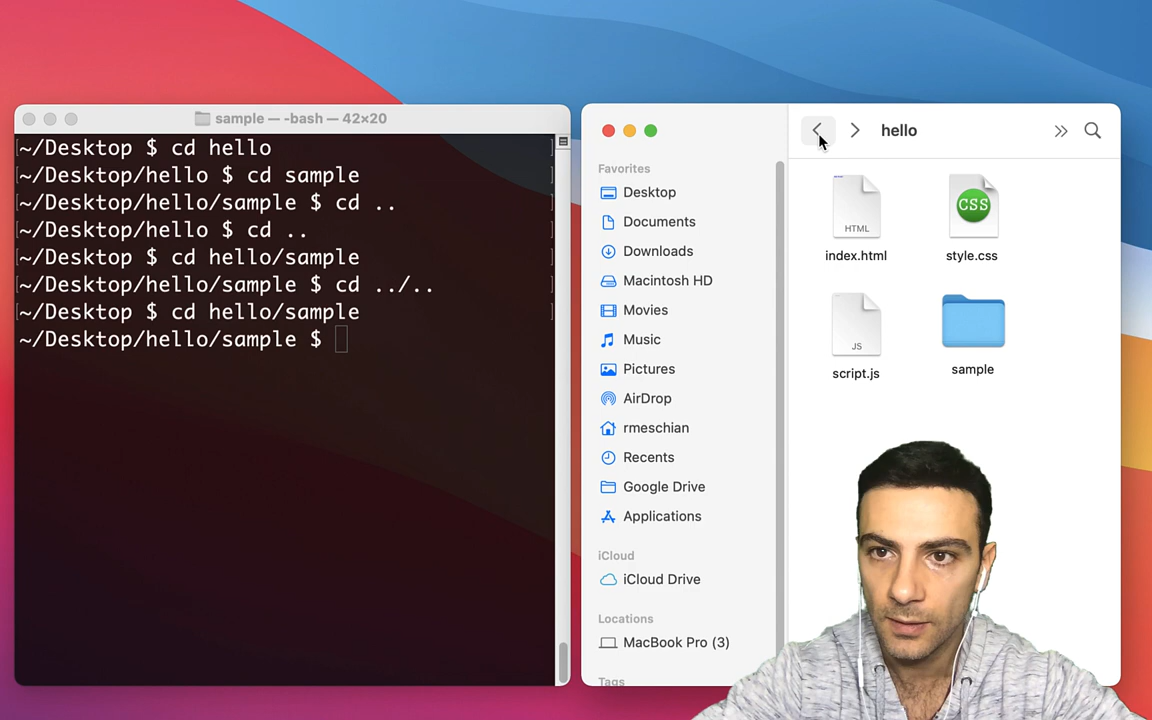 sample — -bash — 42×20
~/Desktop $ cd hello
~/Desktop/hello $ cd sample
~/Desktop/hello/sample $ cd ..
~/Desktop/hello $ cd ..
~/Desktop $ cd hello/sample
~/Desktop/hello/sample $ cd ../..
~/Desktop $ cd hello/sample
~/Desktop/hello/sample $
hello
Favorites
Desktop
Documents
Downloads
Macintosh HD
Movies
Music
Pictures
AirDrop
rmeschian
Recents
Google Drive
Applications
iCloud
iCloud Drive
Locations
MacBook Pro (3)
Tags
HTML
index.html
CSS
style.css
JS
script.js
sample